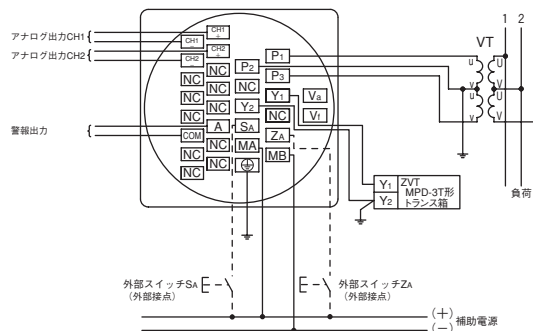 アナログ出力CH1
アナログ出力CH2
警報出力
CH1 +
CH1 −
CH2 +
CH2 −
NC
NC
NC
NC
NC
NC
A
COM
NC
NC
NC
NC
P1
P2
P3
NC
Y1
Va
Y2
NC
Vf
SA
ZA
MA
MB
VT
1
2
u
U
v
V
u
U
v
V
負荷
Y1
Y2
ZVT
MPD-3T形
トランス箱
外部スイッチSA
（外部接点）
外部スイッチZA
（外部接点）
（＋）
（−）
補助電源